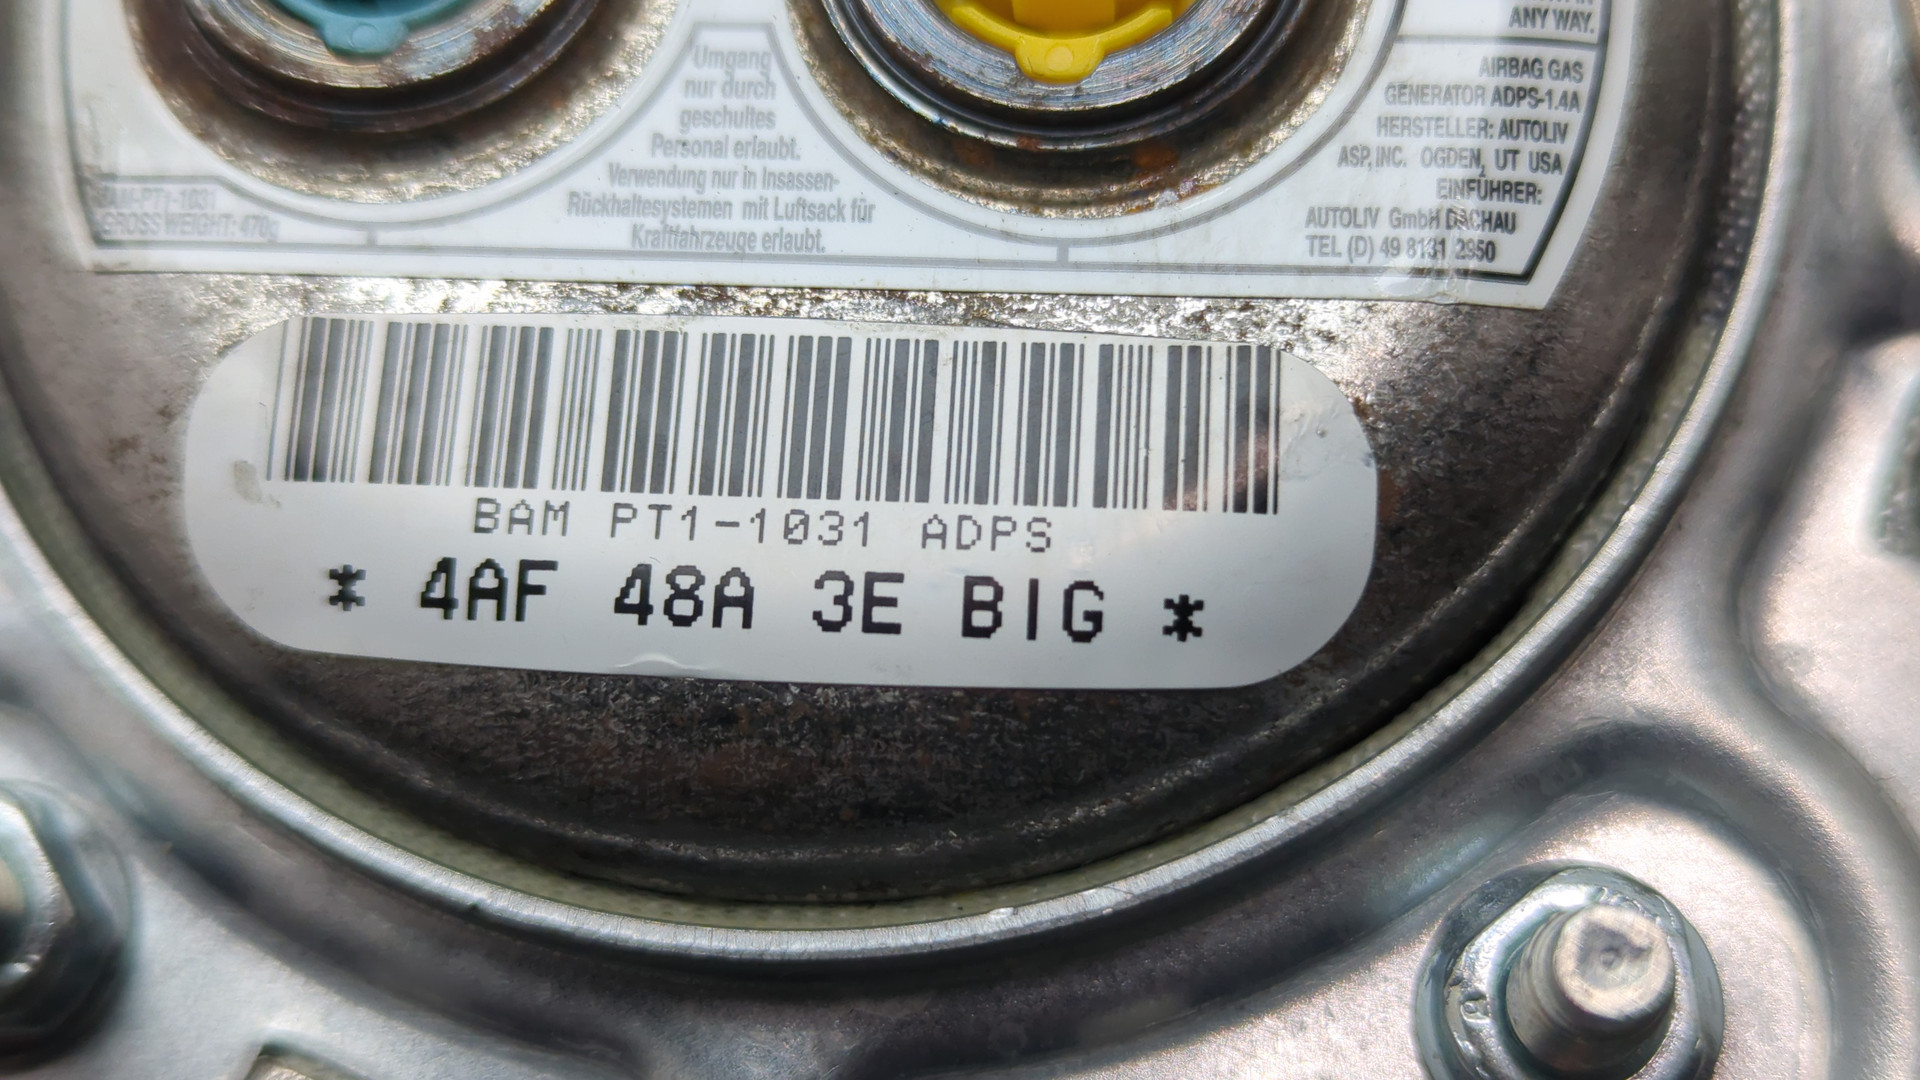 ANY WAY.
AIRBAG GAS
GENERATOR ADPS-1.4A
HERSTELLER: AUTOLIV
ASP, INC. OGDEN, UT USA
EINFÜHRER:
AUTOLIV GmbH DACHAU
TEL (D) 49 8131 2950
Umgang
nur durch
geschultes
Personal erlaubt.
Verwendung nur in Insassen-
Rückhaltesystemen mit Luftsack für
Kraftfahrzeuge erlaubt.
BAM-PT1-1031
GROSS WEIGHT: 470g
BAM PT1-1031 ADPS
* 4AF 48A 3E BIG *